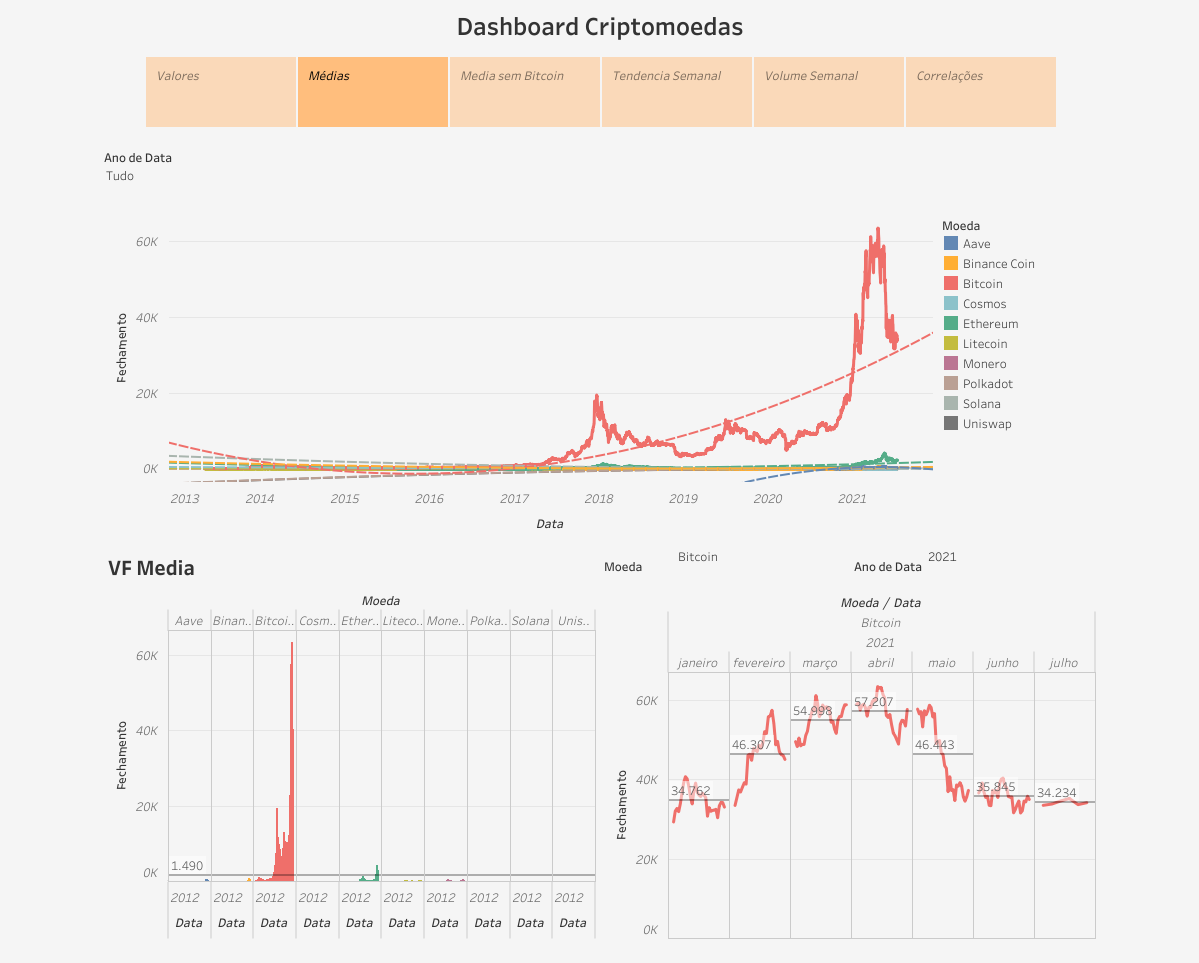 Dashboard Criptomoedas
Valores Médias Media sem Bitcoin Tendencia Semanal Volume Semanal Correlações
Ano de Data
Tudo
Fechamento
60K
40K
20K
0K
2013 2014 2015 2016 2017 2018 2019 2020 2021
Data
Moeda
Aave
Binance Coin
Bitcoin
Cosmos
Ethereum
Litecoin
Monero
Polkadot
Solana
Uniswap
VF Media
Moeda
Aave Binan.. Bitcoi.. Cosm.. Ether.. Liteco.. Mone.. Polka.. Solana Unis..
Fechamento
60K
40K
20K
0K
1.490
2012 2012 2012 2012 2012 2012 2012 2012 2012 2012
Data Data Data Data Data Data Data Data Data Data
Moeda Bitcoin Ano de Data 2021
Moeda / Data
Bitcoin
2021
janeiro fevereiro março abril maio junho julho
Fechamento
60K
40K
20K
0K
34.762 46.307 54.998 57.207 46.443 35.845 34.234